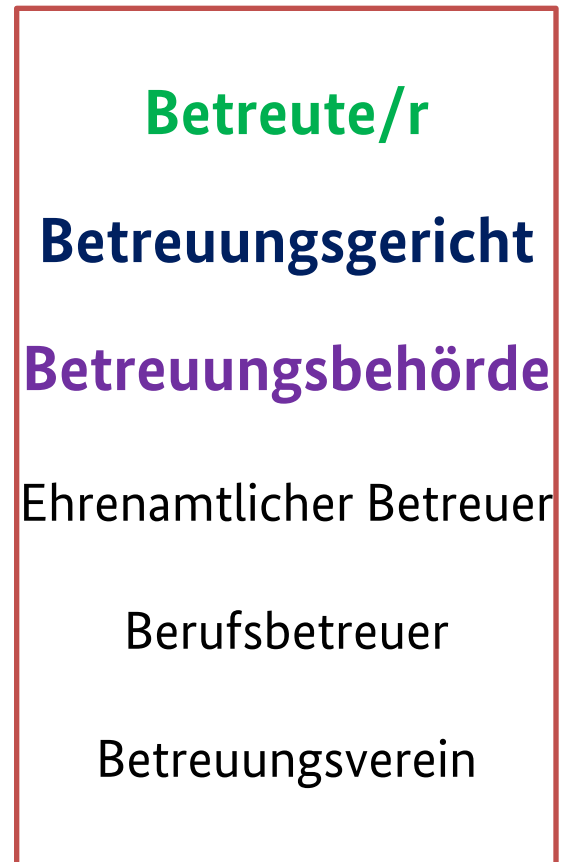 Betreute/r
Betreuungsgericht
Betreuungsbehörde
Ehrenamtlicher Betreuer
Berufsbetreuer
Betreuungsverein